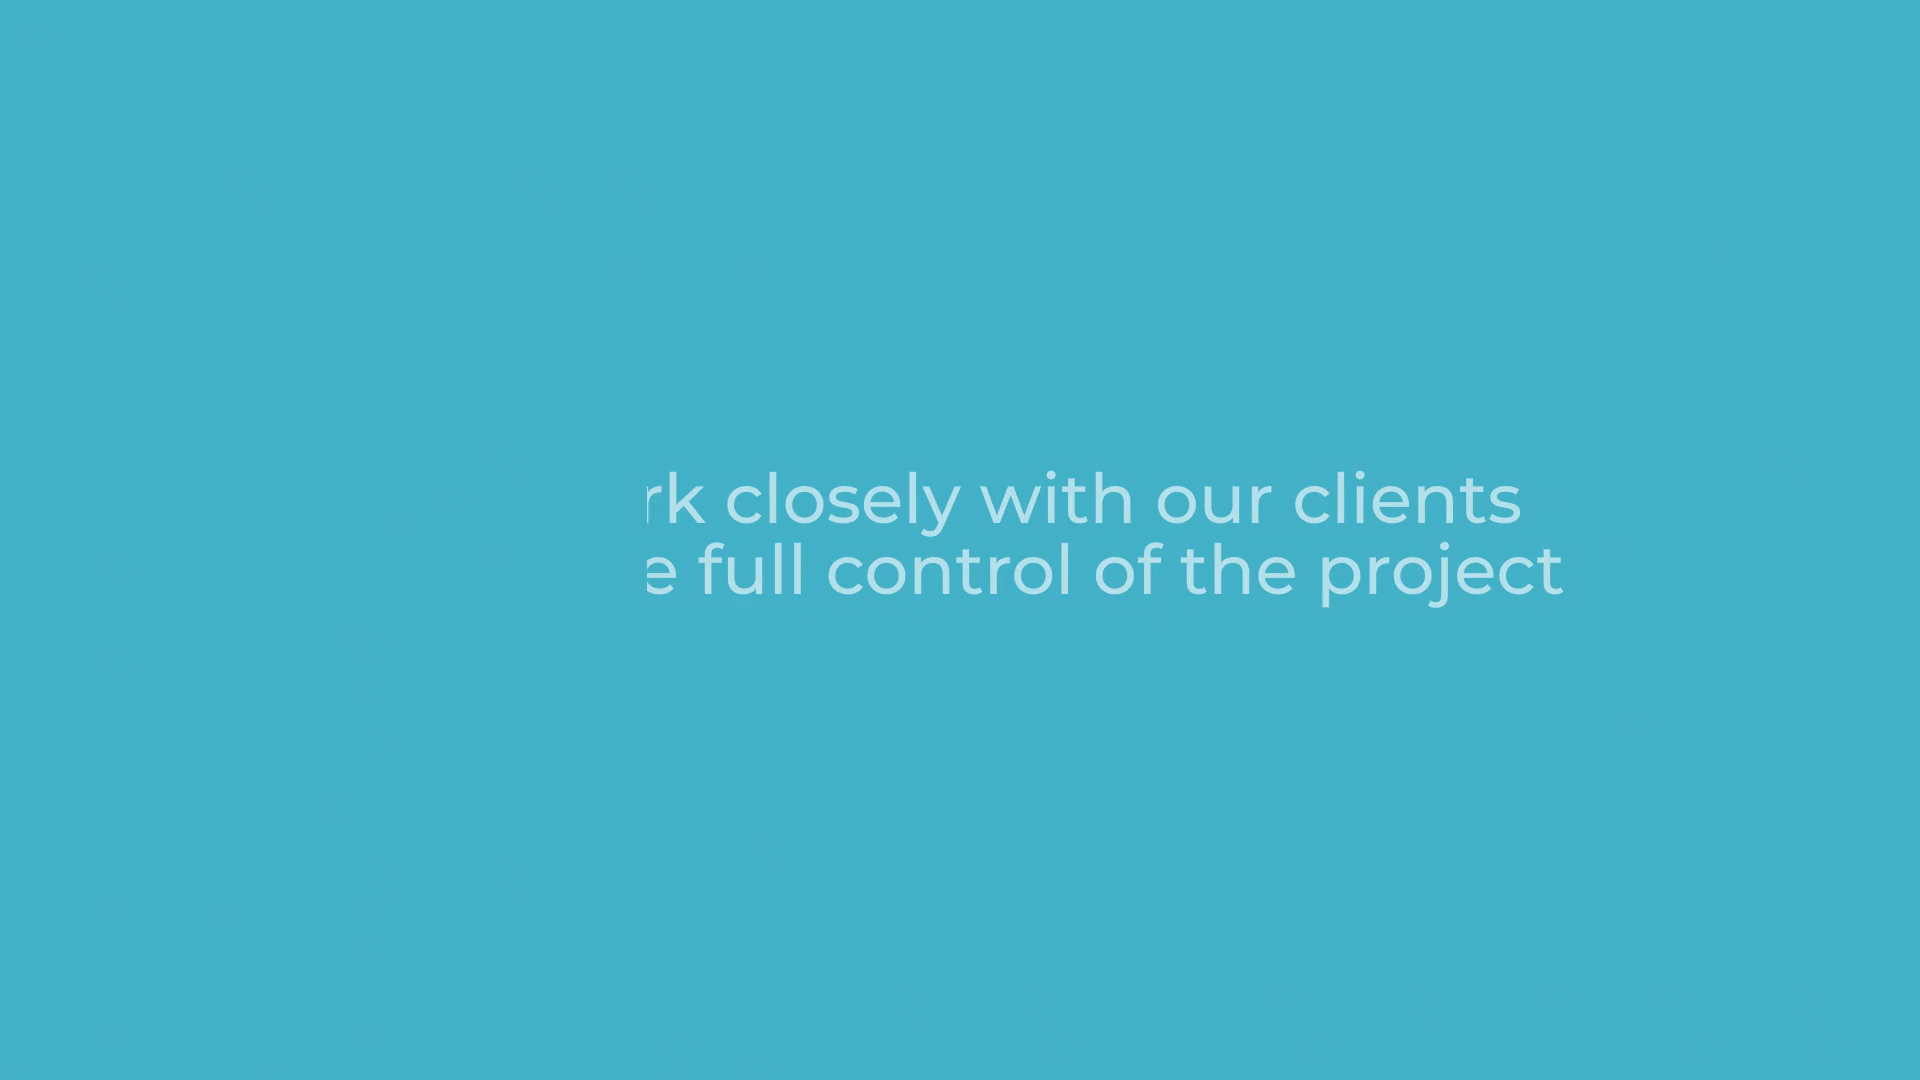 rk closely with our clients
e full control of the project